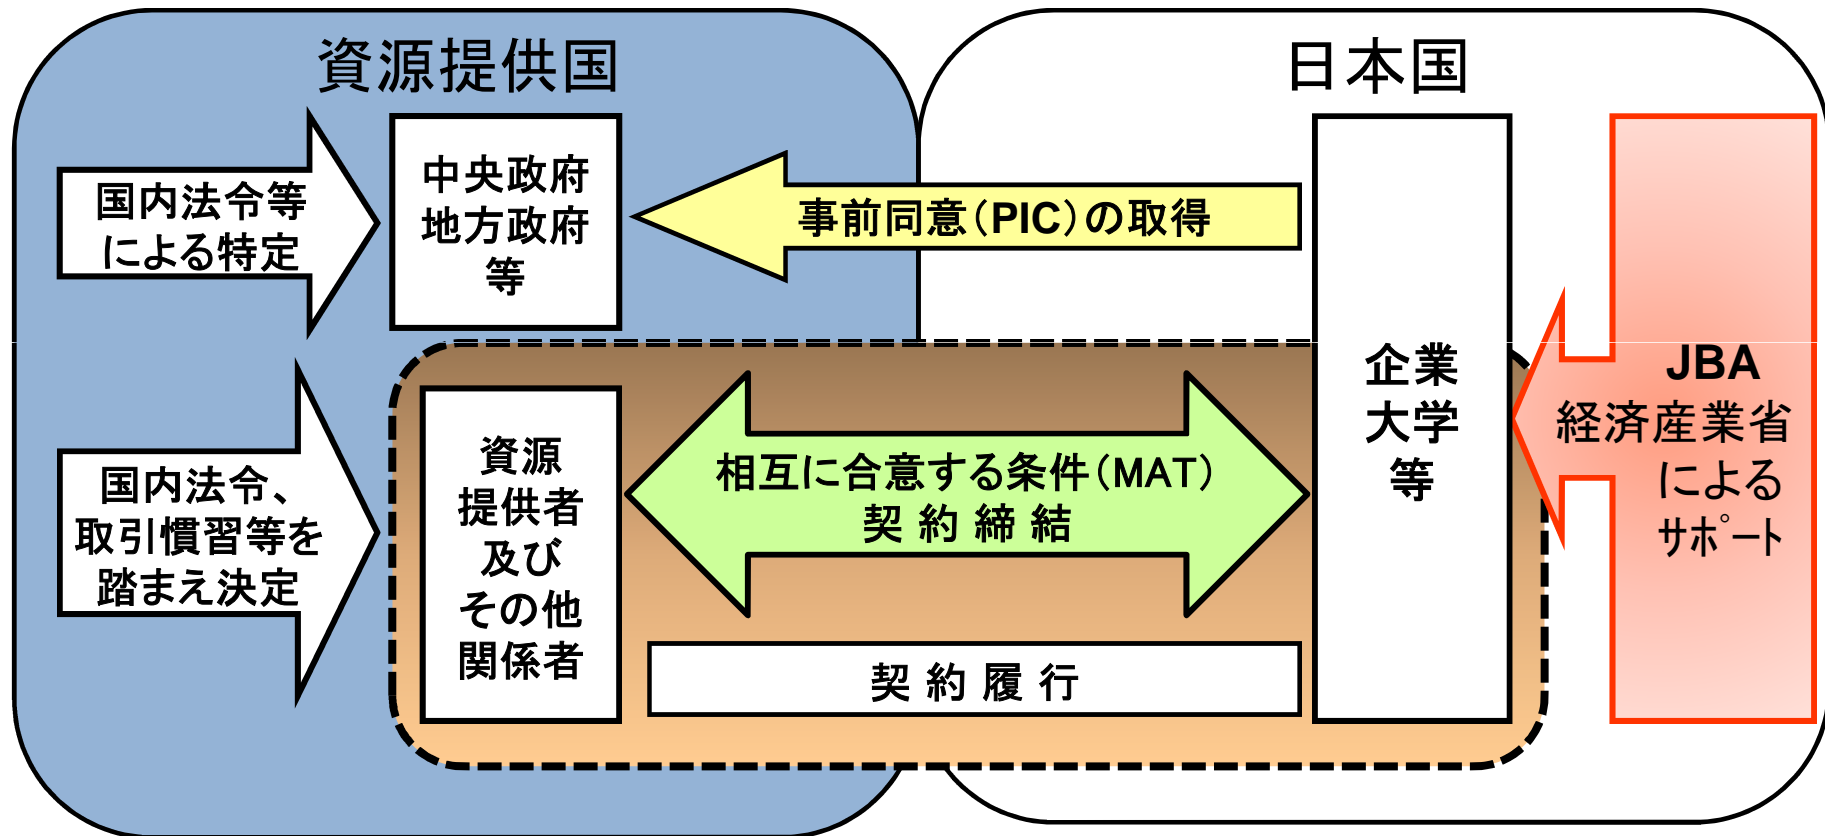 資源提供国
日本国
国内法令等
による特定
中央政府
地方政府
等
事前同意（PIC）の取得
国内法令、
取引慣習等を
踏まえ決定
資源
提供者
及び
その他
関係者
相互に合意する条件（MAT）
契約締結
契約履行
企業
大学
等
JBA
経済産業省
による
サポート